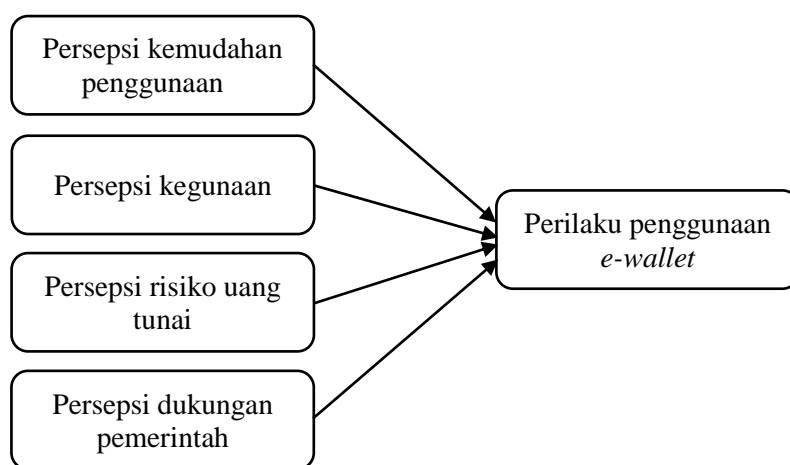 Persepsi kemudahan
penggunaan
Persepsi kegunaan
Persepsi risiko uang
tunai
Persepsi dukungan
pemerintah
Perilaku penggunaan
e-wallet